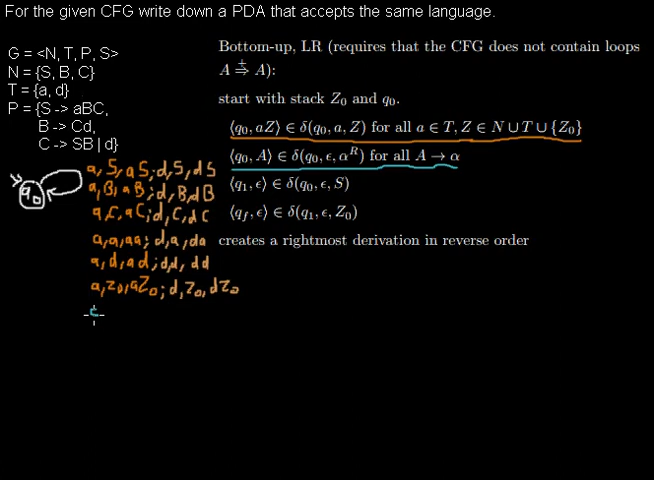 For the given CFG write down a PDA that accepts the same language.
G = <N, T, P, S>
N = {S, B, C}
T = {a, d}
P = {S -> aBC,
B -> Cd,
C -> SB | d}
Bottom-up, LR (requires that the CFG does not contain loops
A ⇒⁺ A):
start with stack Z₀ and q₀.
⟨q₀, aZ⟩ ∈ δ(q₀, a, Z) for all a ∈ T, Z ∈ N ∪ T ∪ {Z₀}
⟨q₀, A⟩ ∈ δ(q₀, ϵ, αᴿ) for all A → α
⟨q₁, ϵ⟩ ∈ δ(q₀, ϵ, S)
⟨q_f, ϵ⟩ ∈ δ(q₁, ϵ, Z₀)
creates a rightmost derivation in reverse order
q₀
a, S, aS; d, S, dS
a, B, aB; d, B, dB
a, C, aC; d, C, dC
a, a, aa; d, a, da
a, d, ad; d, d, dd
a, Z₀, aZ₀; d, Z₀, dZ₀
ε